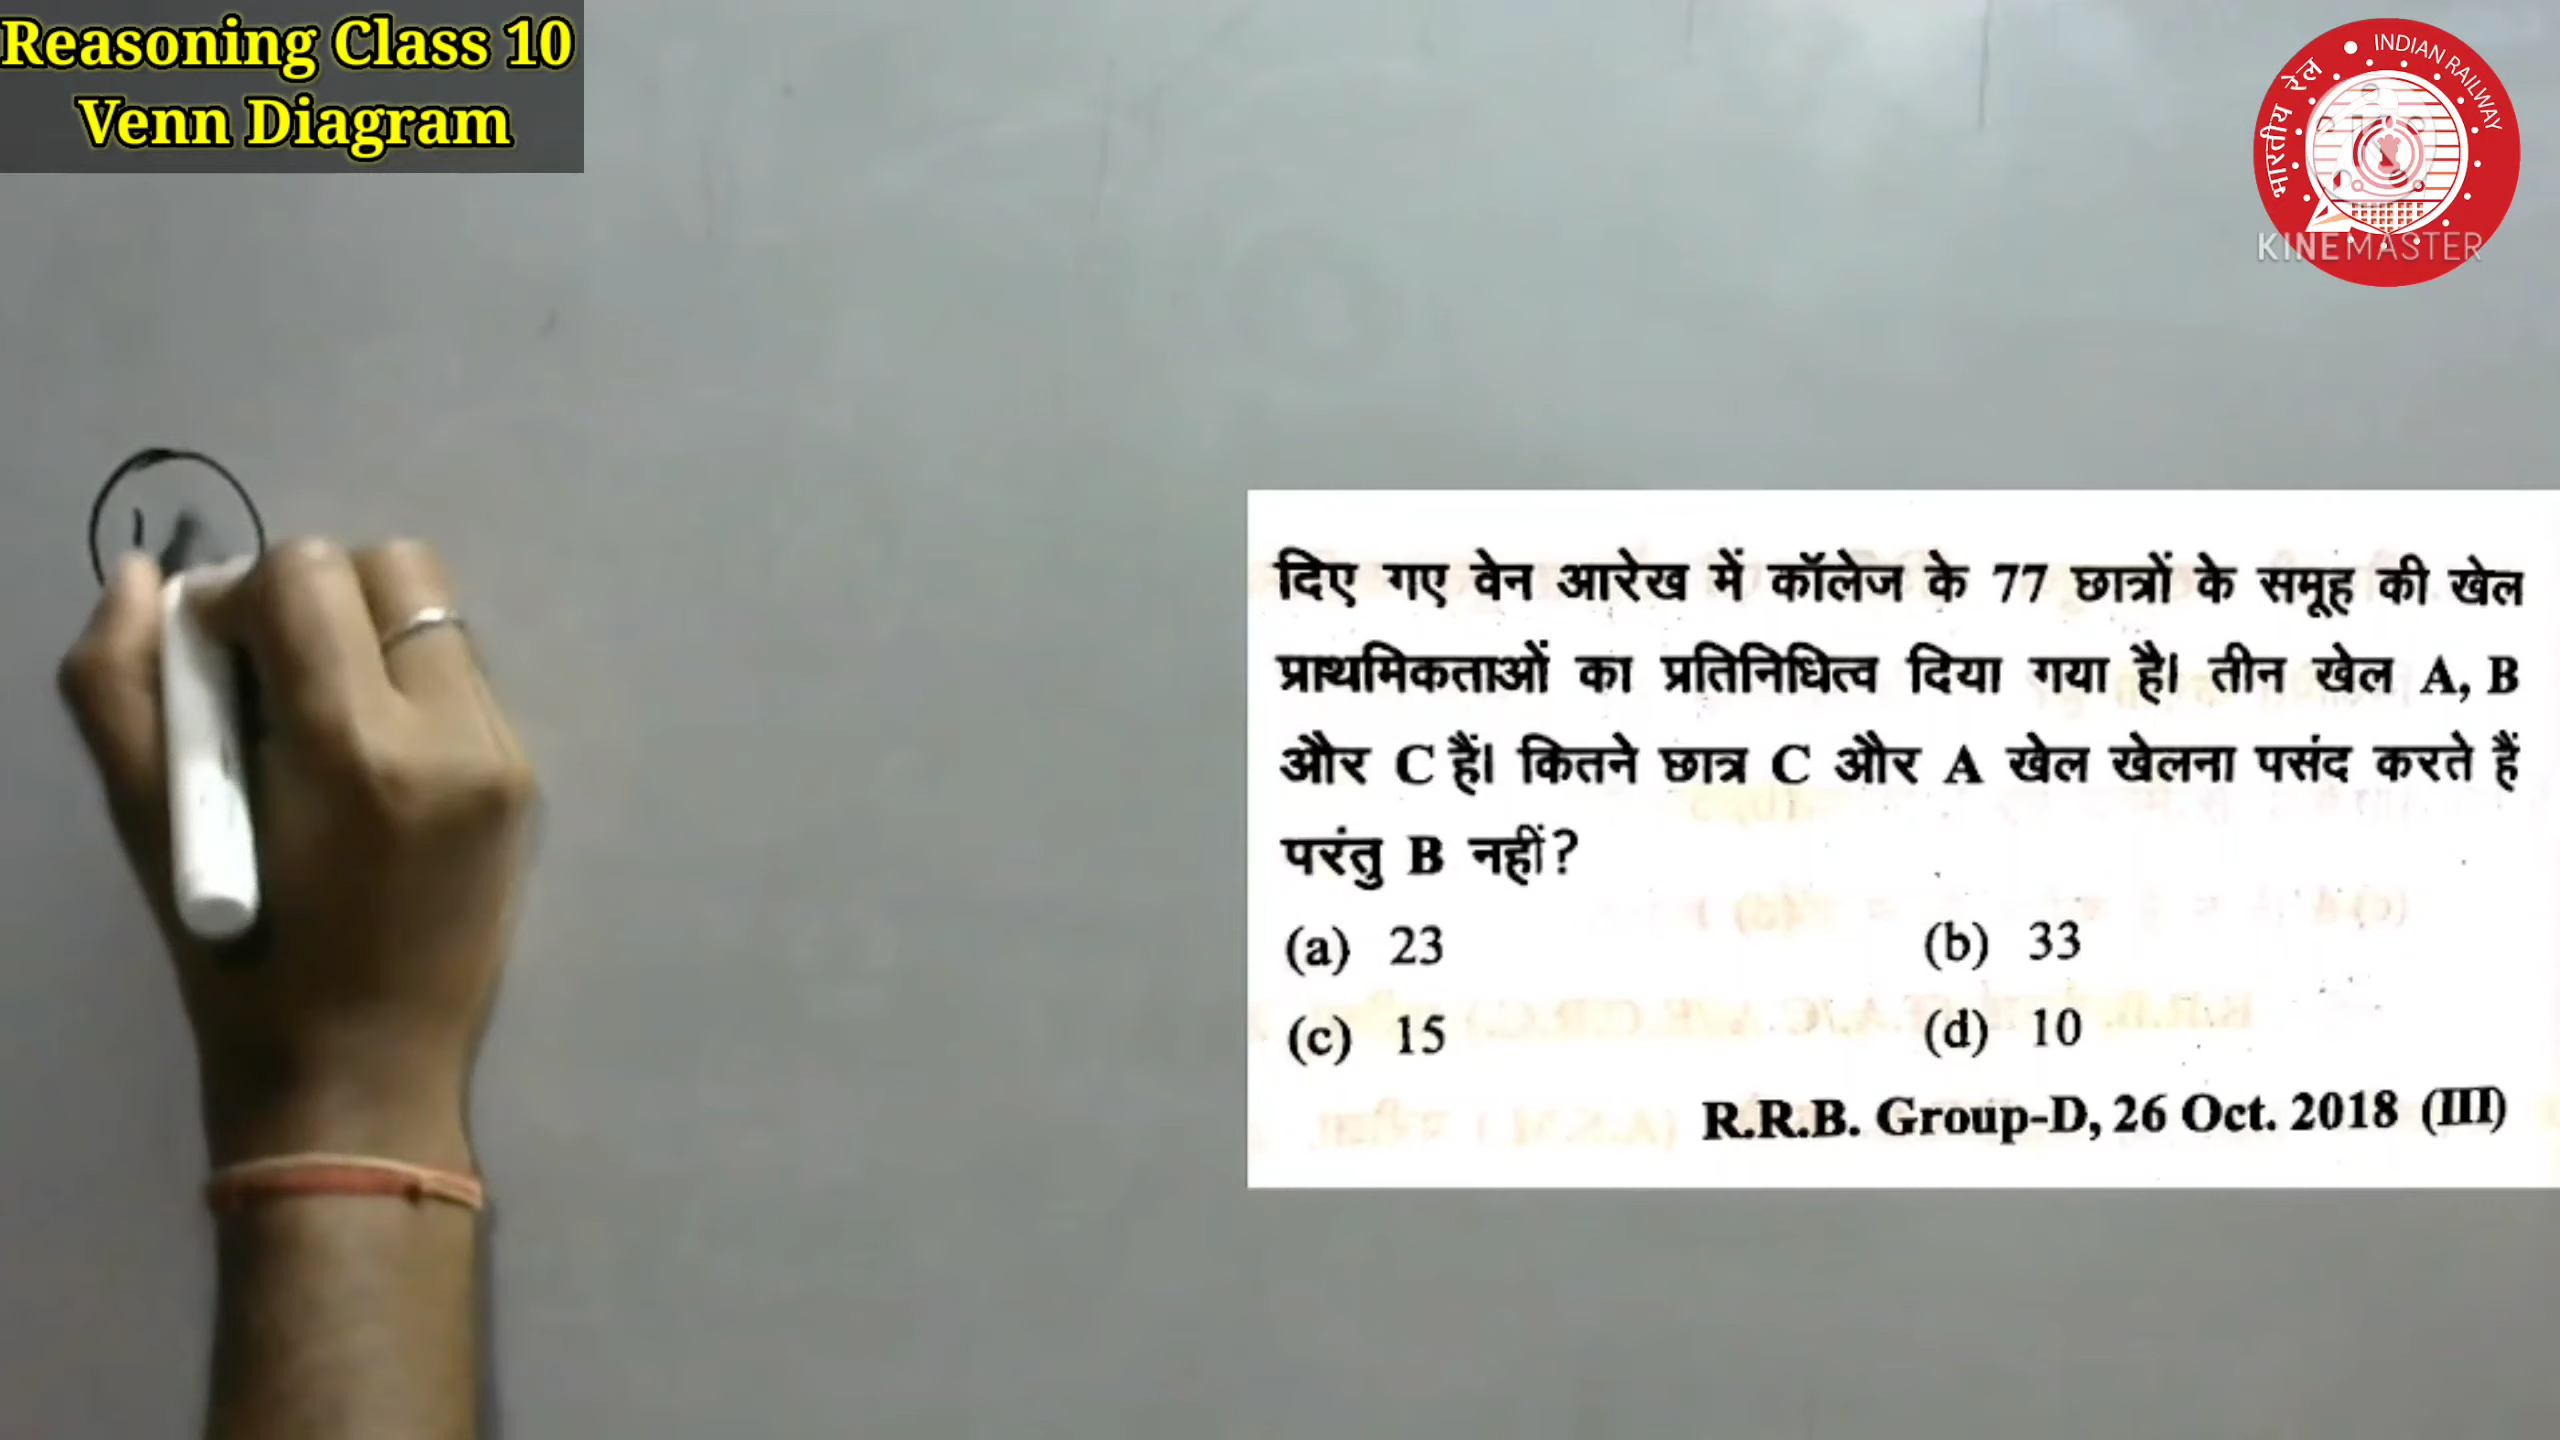 Reasoning Class 10
Venn Diagram
INDIAN RAILWAY
भारतीय रेल
KINEMASTER
दिए गए वेन आरेख में कॉलेज के 77 छात्रों के समूह की खेल
प्राथमिकताओं का प्रतिनिधित्व दिया गया है। तीन खेल A, B
और C हैं। कितने छात्र C और A खेल खेलना पसंद करते हैं
परंतु B नहीं?
(a) 23 (b) 33
(c) 15 (d) 10
R.R.B. Group-D, 26 Oct. 2018 (III)